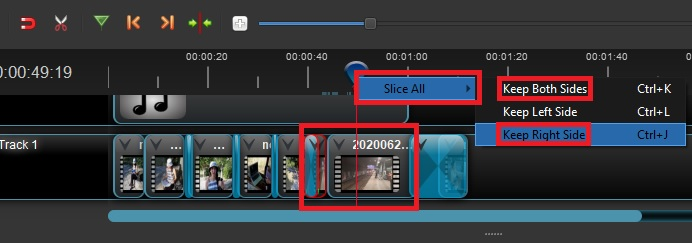 00:00:20
00:00:40
00:01:00
00:01:20
00:01:40
0:00:49:19
Slice All
Keep Both Sides Ctrl+K
Keep Left Side Ctrl+L
Keep Right Side Ctrl+J
Track 1
2020062...